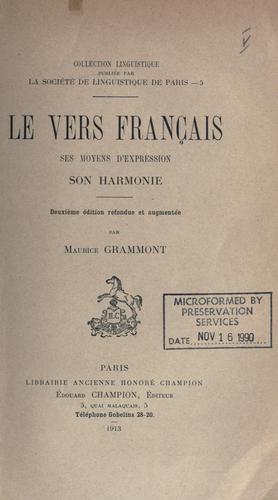 COLLECTION LINGUISTIQUE
PUBLIÉE PAR
LA SOCIÉTÉ DE LINGUISTIQUE DE PARIS — 5
LE VERS FRANÇAIS
SES MOYENS D'EXPRESSION
SON HARMONIE
Deuxième édition refondue et augmentée
PAR
MAURICE GRAMMONT
MICROFORMED BY
PRESERVATION
SERVICES
DATE NOV 16 1990
PARIS
LIBRAIRIE ANCIENNE HONORÉ CHAMPION
ÉDOUARD CHAMPION, ÉDITEUR
5, QUAI MALAQUAIS, 5
Téléphone Gobelins 28-20.
1913